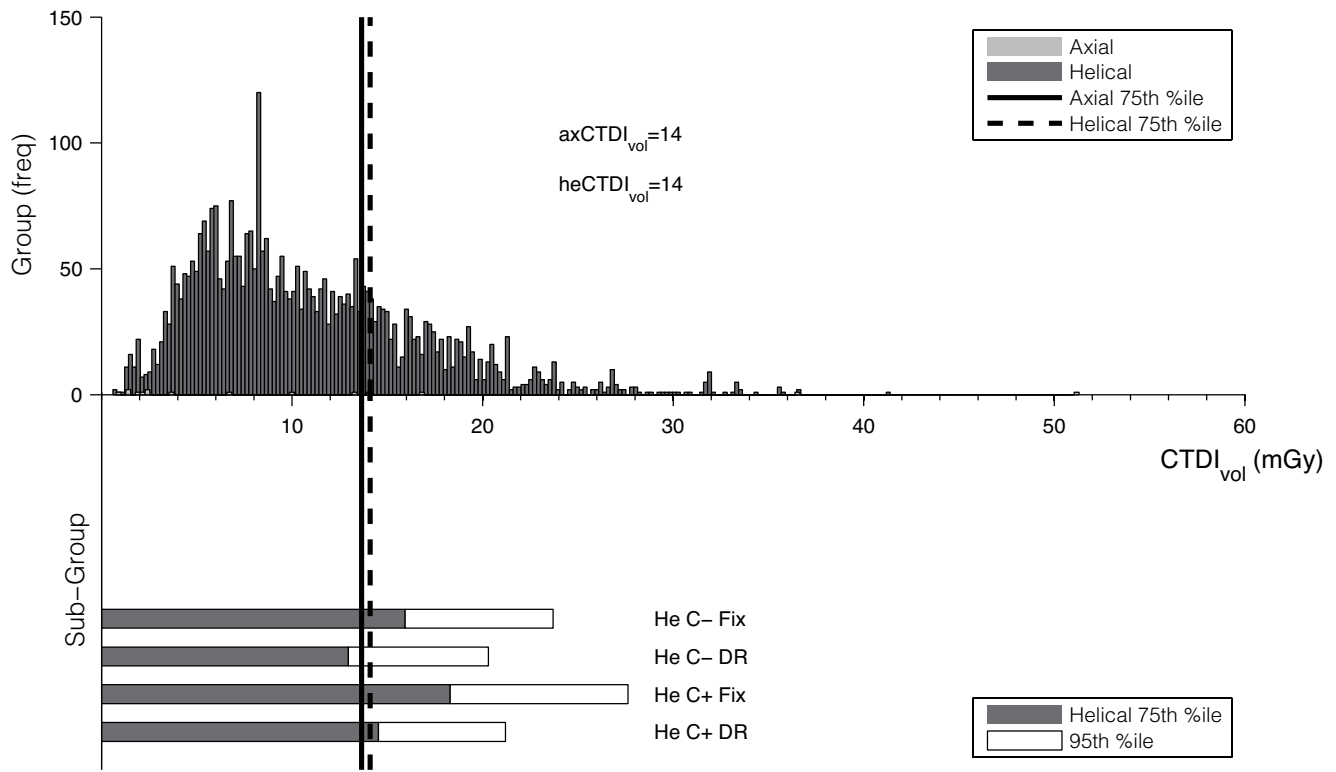 150
100
50
0
Group (freq)
Axial
Helical
Axial 75th %ile
Helical 75th %ile
axCTDIvol=14
heCTDIvol=14
10 20 30 40 50 60
CTDIvol (mGy)
Sub−Group
He C− Fix
He C− DR
He C+ Fix
He C+ DR
Helical 75th %ile
95th %ile